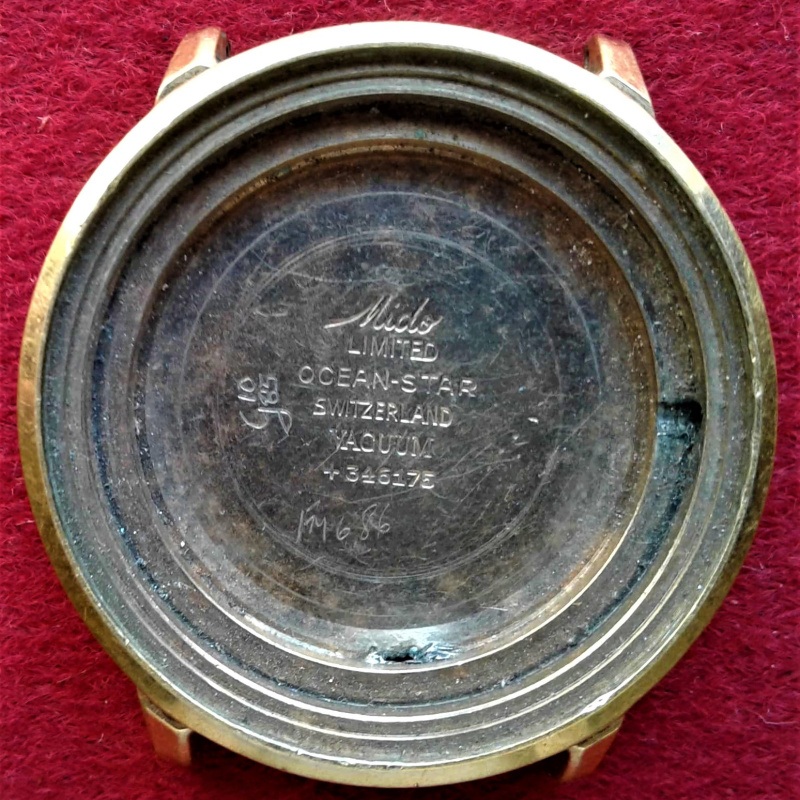 Mido
LIMITED
OCEAN-STAR
SWITZERLAND
VACUUM
+346175